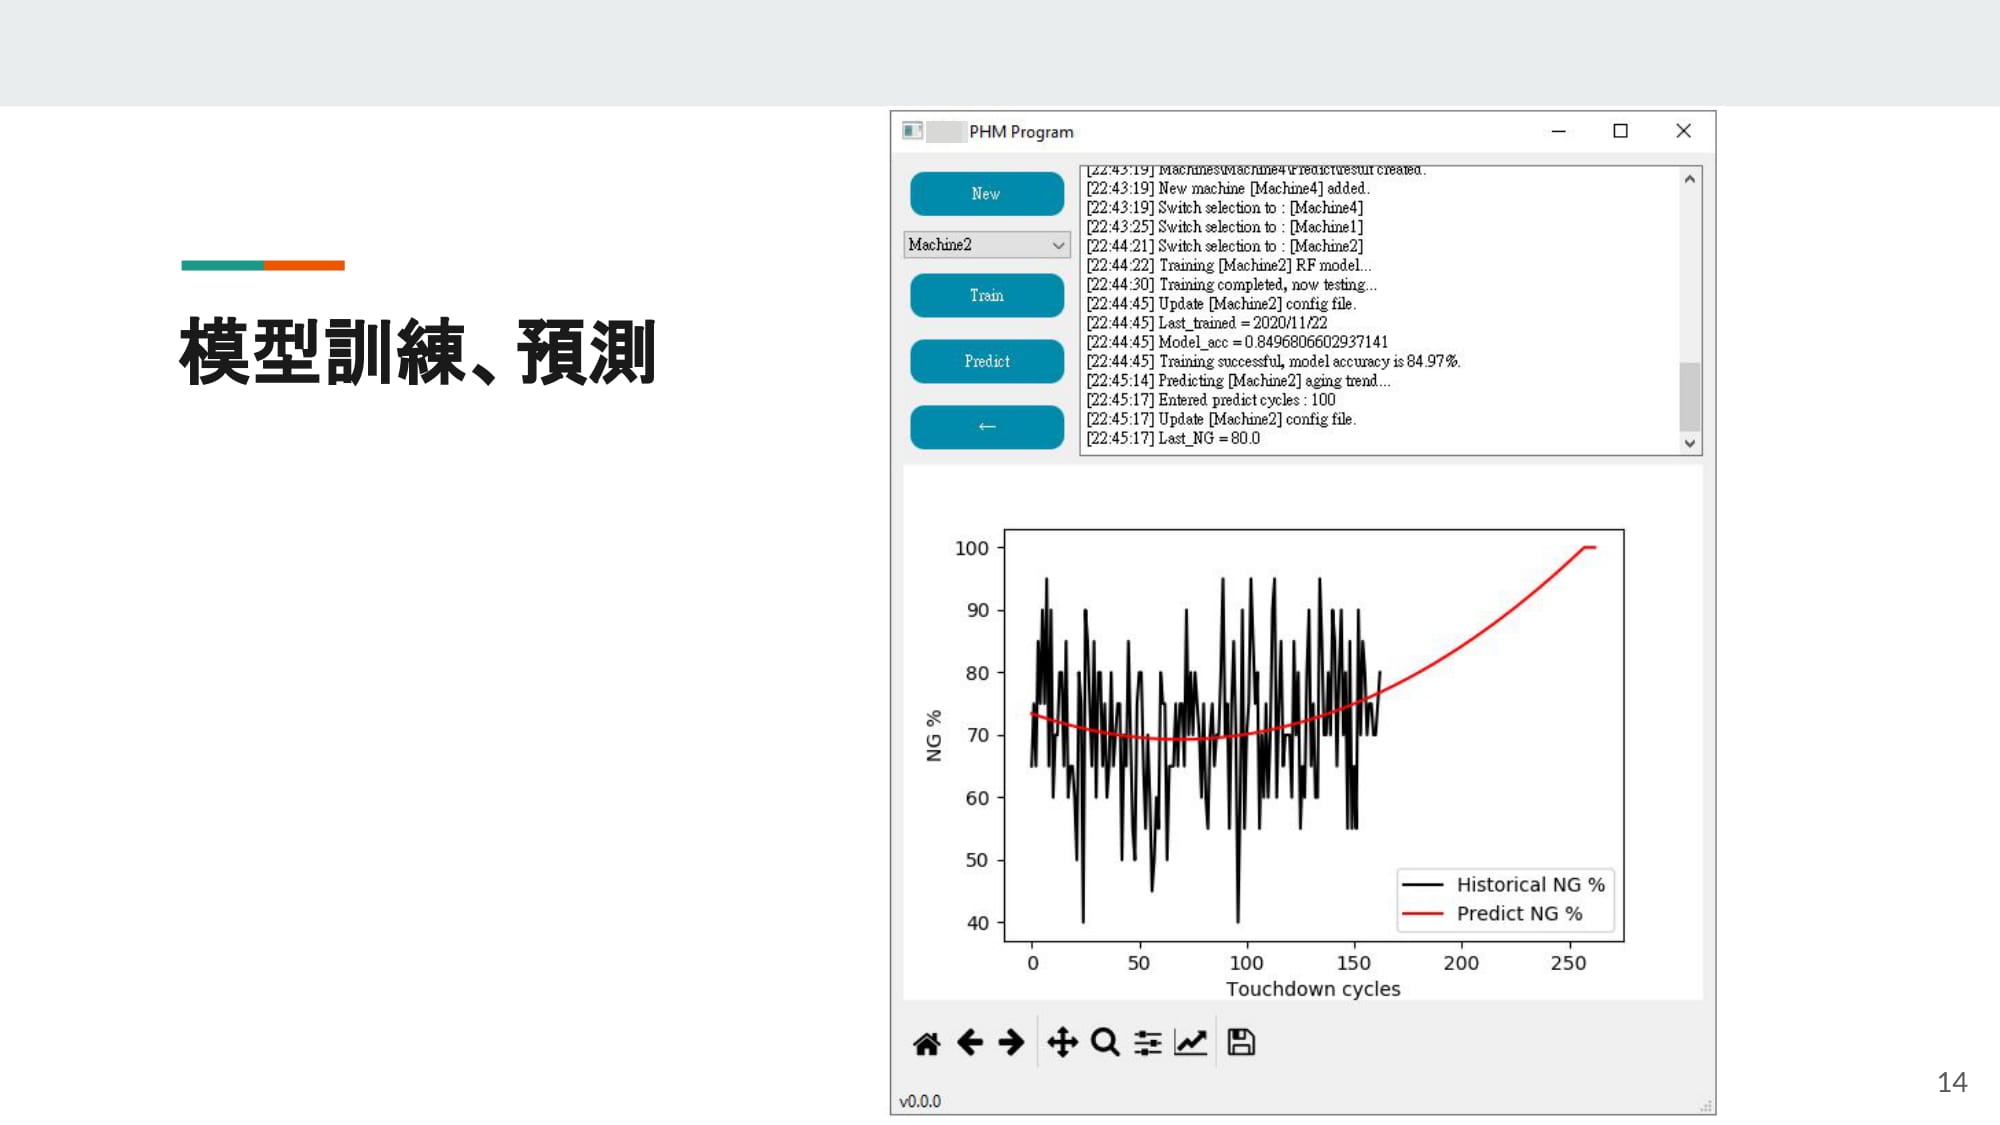 模型訓練、預測
PHM Program
New
Machine2
Train
Predict
←
[22:43:19] Machines\Machine4\Predict\result created.
[22:43:19] New machine [Machine4] added.
[22:43:19] Switch selection to : [Machine4]
[22:43:25] Switch selection to : [Machine1]
[22:44:21] Switch selection to : [Machine2]
[22:44:22] Training [Machine2] RF model...
[22:44:30] Training completed, now testing...
[22:44:45] Update [Machine2] config file.
[22:44:45] Last_trained = 2020/11/22
[22:44:45] Model_acc = 0.8496806602937141
[22:44:45] Training successful, model accuracy is 84.97%.
[22:45:14] Predicting [Machine2] aging trend...
[22:45:17] Entered predict cycles : 100
[22:45:17] Update [Machine2] config file.
[22:45:17] Last_NG = 80.0
100
90
80
70
60
50
40
NG %
Historical NG %
Predict NG %
0 50 100 150 200 250
Touchdown cycles
v0.0.0
14